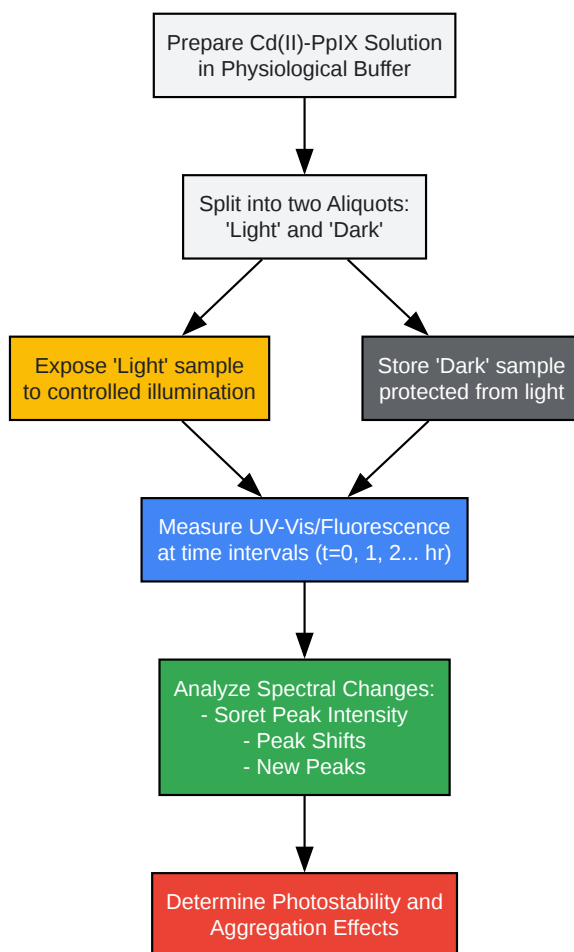 Prepare Cd(II)-PpIX Solution
in Physiological Buffer
Split into two Aliquots:
'Light' and 'Dark'
Expose 'Light' sample
to controlled illumination
Store 'Dark' sample
protected from light
Measure UV-Vis/Fluorescence
at time intervals (t=0, 1, 2... hr)
Analyze Spectral Changes:
- Soret Peak Intensity
- Peak Shifts
- New Peaks
Determine Photostability and
Aggregation Effects